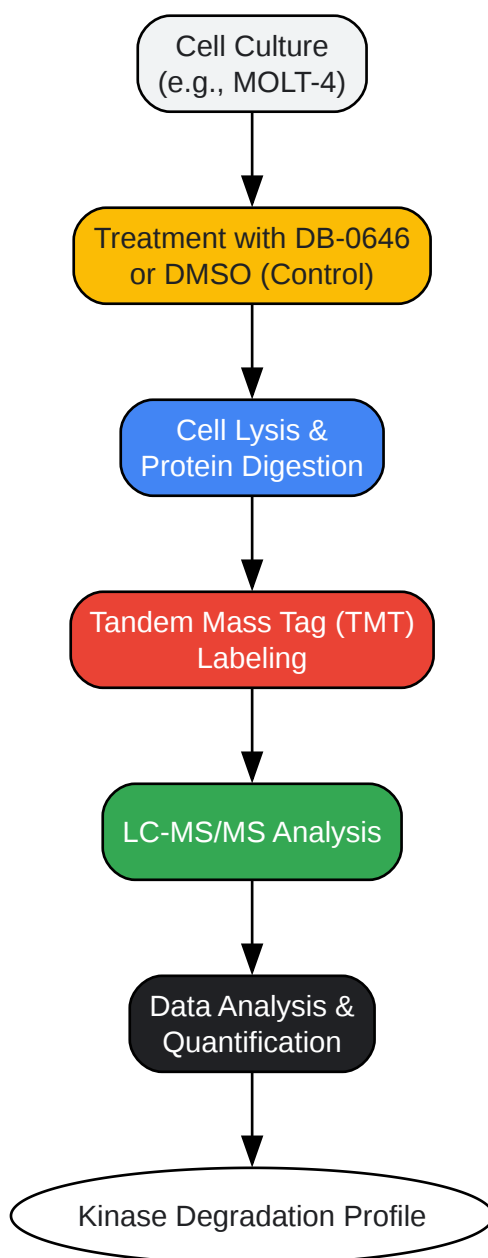 Cell Culture
(e.g., MOLT-4)
Treatment with DB-0646
or DMSO (Control)
Cell Lysis &
Protein Digestion
Tandem Mass Tag (TMT)
Labeling
LC-MS/MS Analysis
Data Analysis &
Quantification
Kinase Degradation Profile